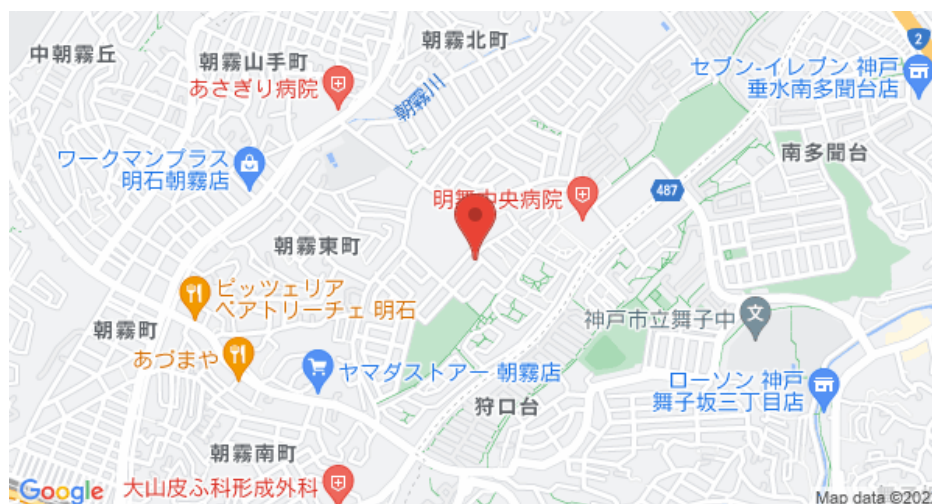 朝霧北町
中朝霧丘
朝霧山手町
あさぎり病院
朝霧川
2
セブン-イレブン 神戸
垂水南多聞台店
ワークマンプラス
明石朝霧店
南多聞台
487
明舞中央病院
朝霧東町
ピッツェリア
ベアトリーチェ 明石
朝霧町
神戸市立舞子中
文
あづまや
ヤマダストアー 朝霧店
ローソン 神戸
舞子坂三丁目店
狩口台
朝霧南町
大山皮ふ科形成外科
Google
Map data ©202